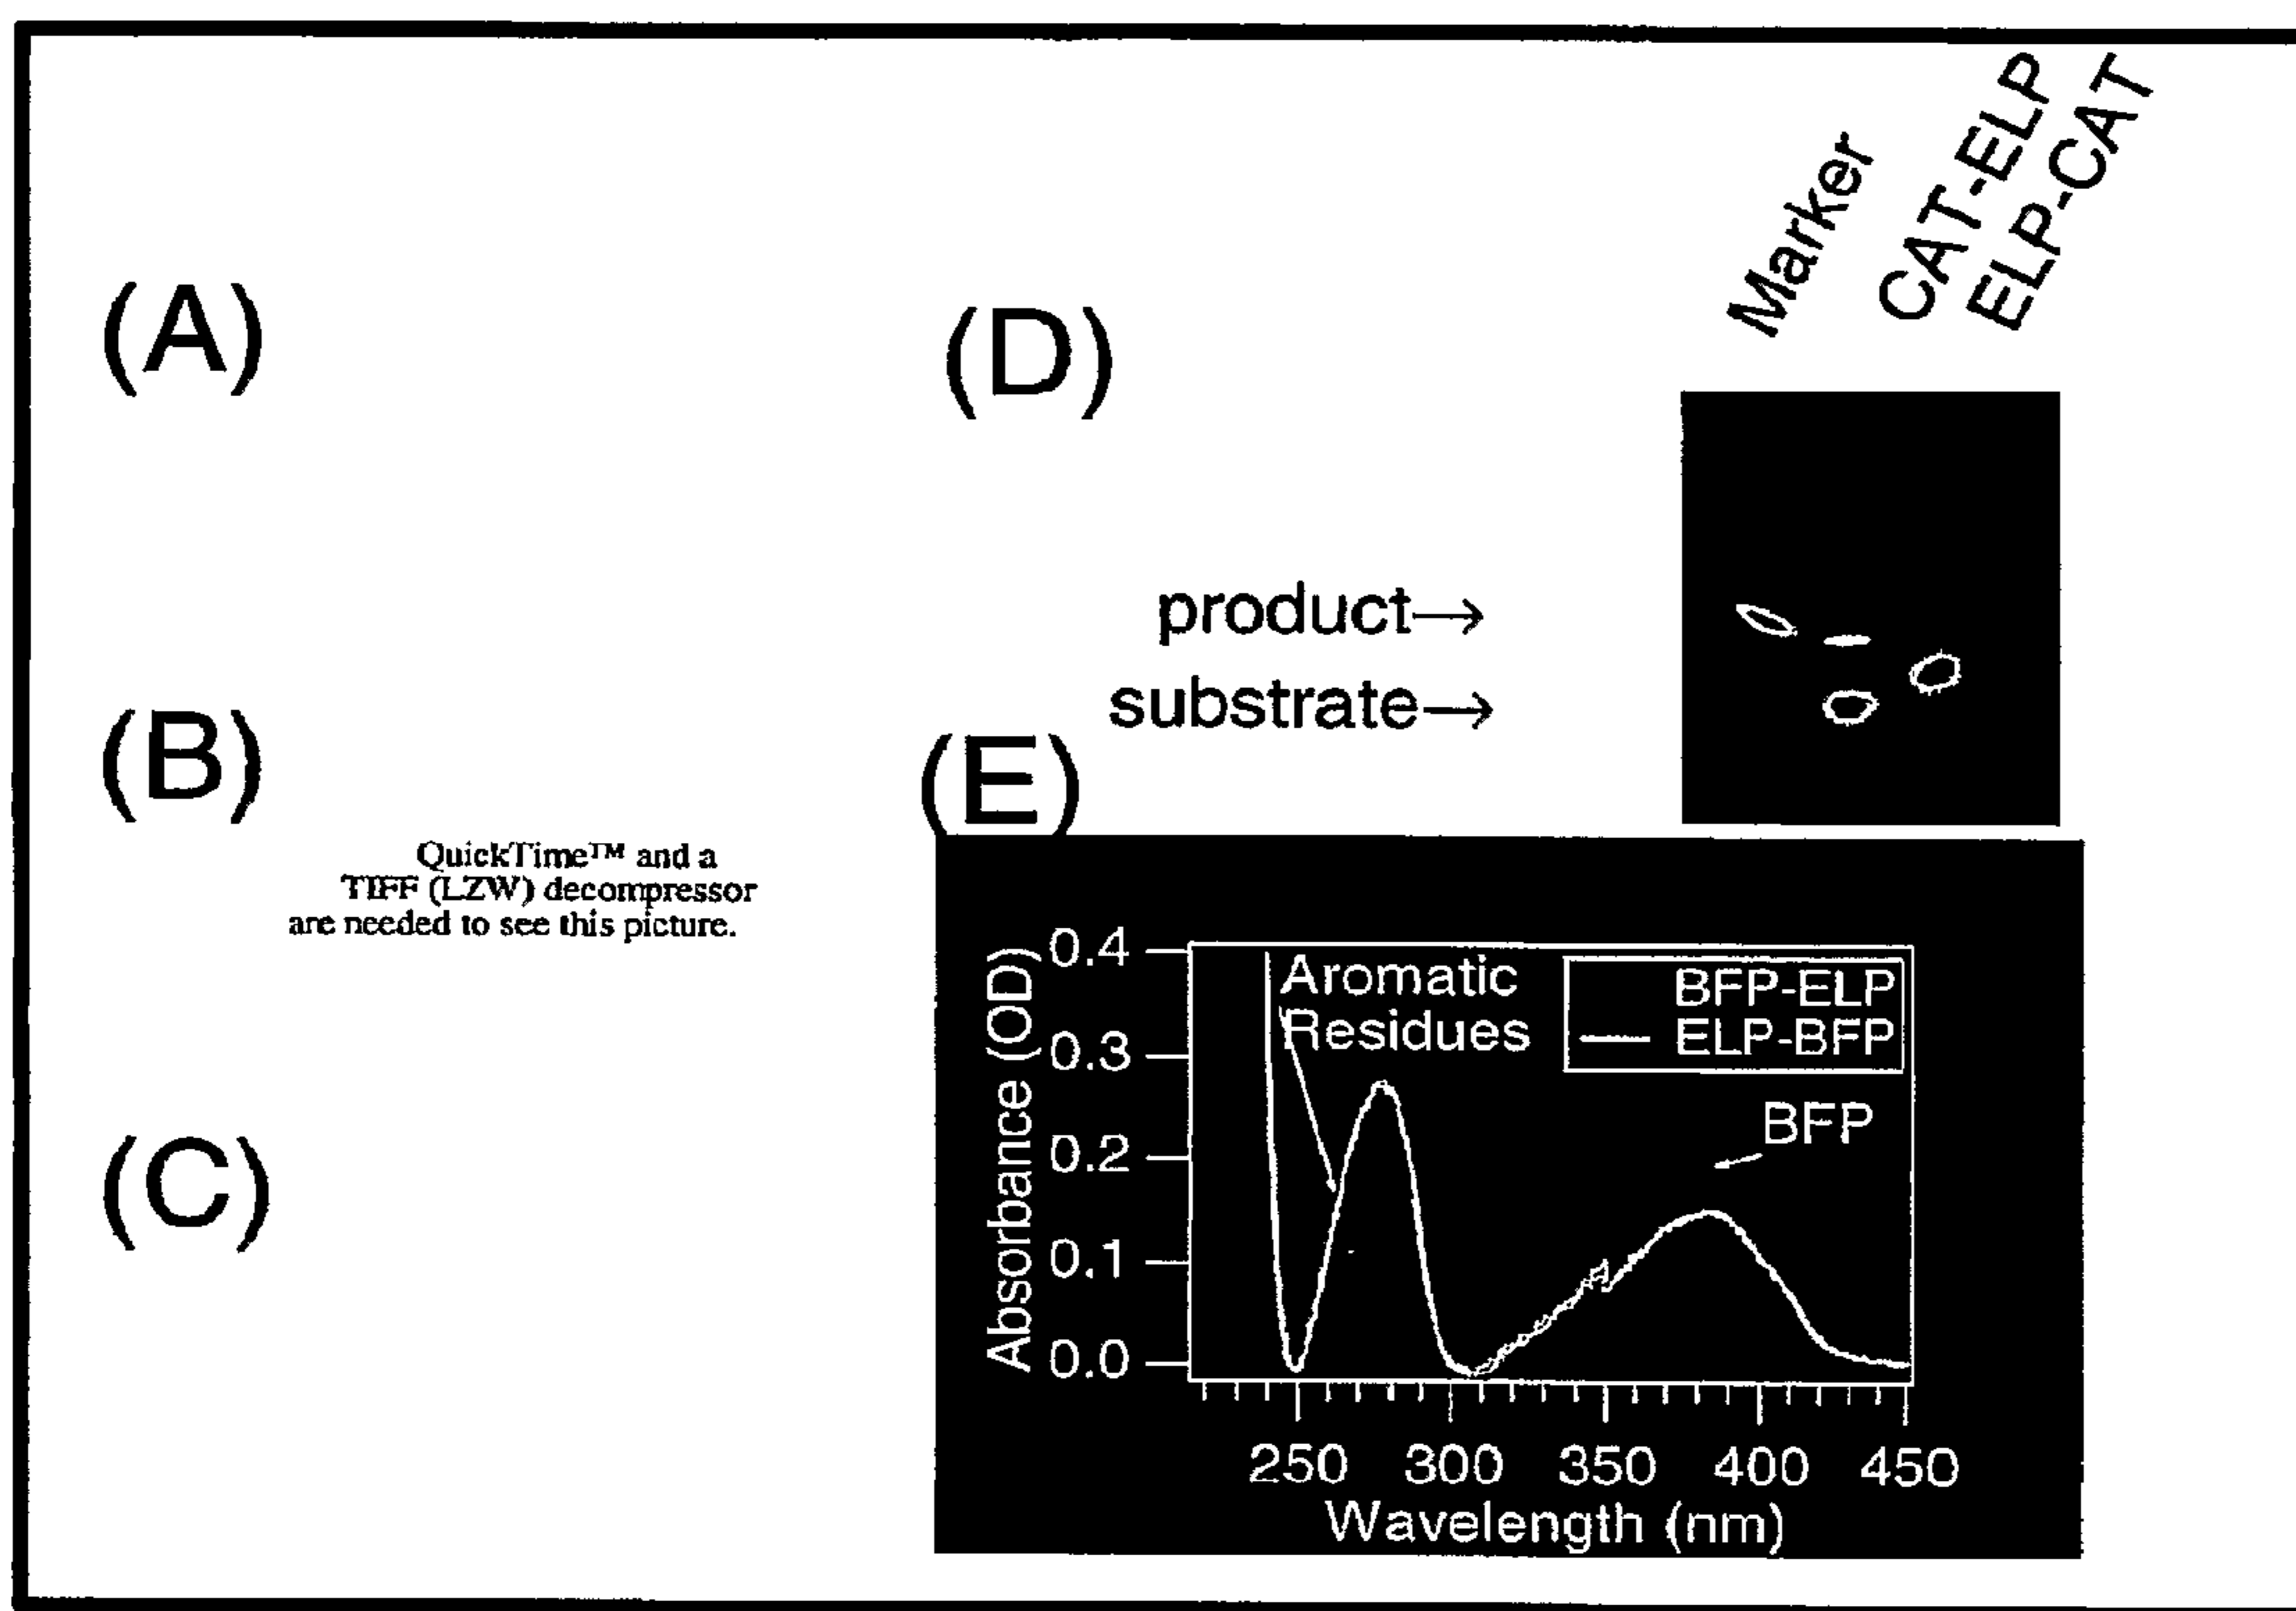 (A)
(B)
QuickTime™ and a
TIFF (LZW) decompressor
are needed to see this picture.
(C)
(D)
Marker
CAT-ELP
ELP-CAT
product→
substrate→
(E)
Absorbance (OD)
0.4
0.3
0.2
0.1
0.0
Aromatic
Residues
BFP-ELP
ELP-BFP
BFP
250 300 350 400 450
Wavelength (nm)